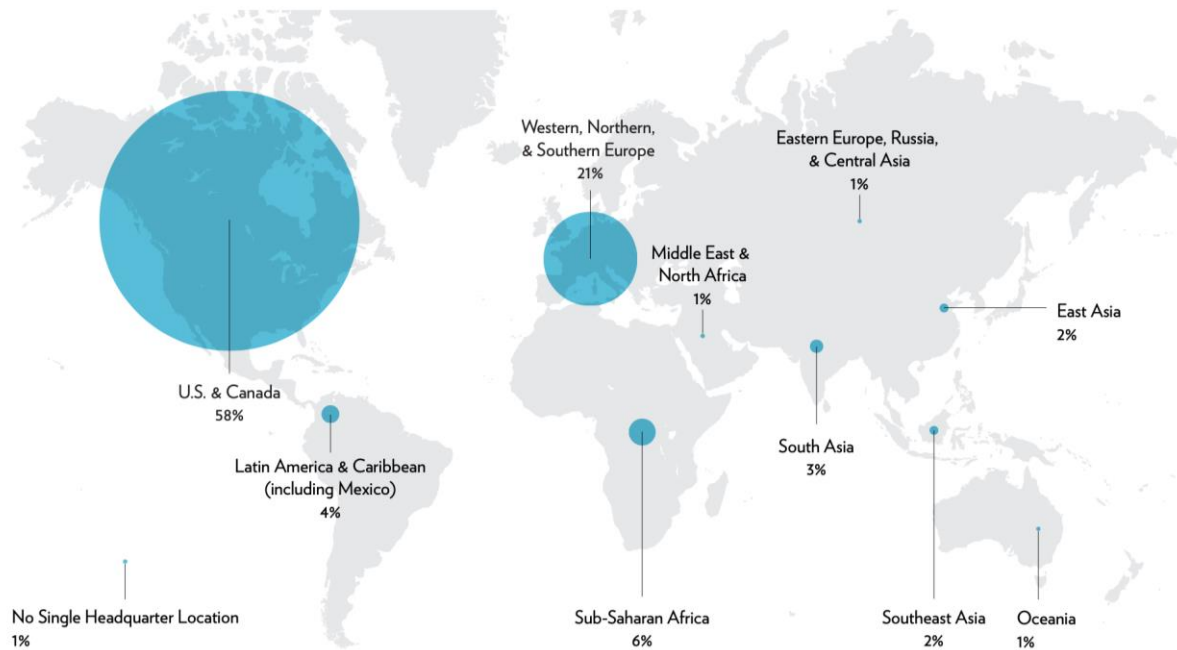 Western, Northern,
& Southern Europe
21%
Eastern Europe, Russia,
& Central Asia
1%
Middle East &
North Africa
1%
East Asia
2%
U.S. & Canada
58%
Latin America & Caribbean
(including Mexico)
4%
South Asia
3%
No Single Headquarter Location
1%
Sub-Saharan Africa
6%
Southeast Asia
2%
Oceania
1%